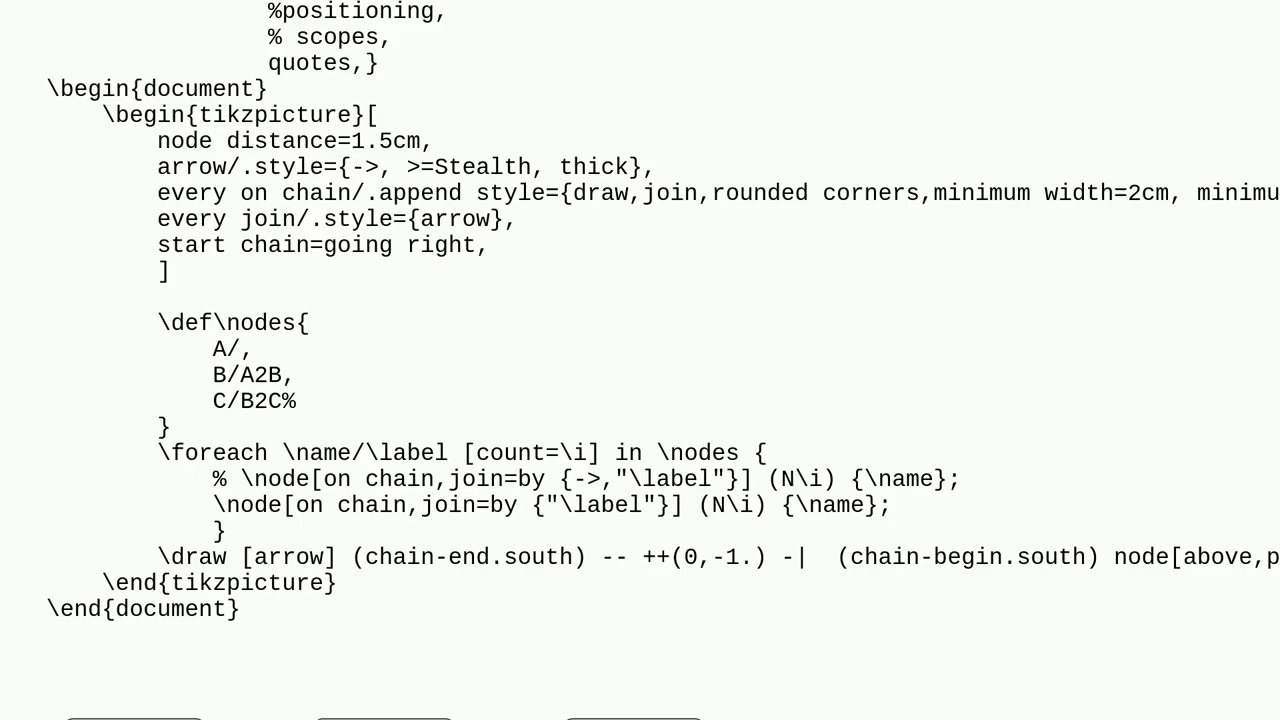 %positioning,
% scopes,
quotes,}
\begin{document}
\begin{tikzpicture}[
node distance=1.5cm,
arrow/.style={->, >=Stealth, thick},
every on chain/.append style={draw,join,rounded corners,minimum width=2cm, minimu
every join/.style={arrow},
start chain=going right,
]
\def\nodes{
A/,
B/A2B,
C/B2C%
}
\foreach \name/\label [count=\i] in \nodes {
% \node[on chain,join=by {->,"\label"}] (N\i) {\name};
\node[on chain,join=by {"\label"}] (N\i) {\name};
}
\draw [arrow] (chain-end.south) -- ++(0,-1.) -|  (chain-begin.south) node[above,p
\end{tikzpicture}
\end{document}